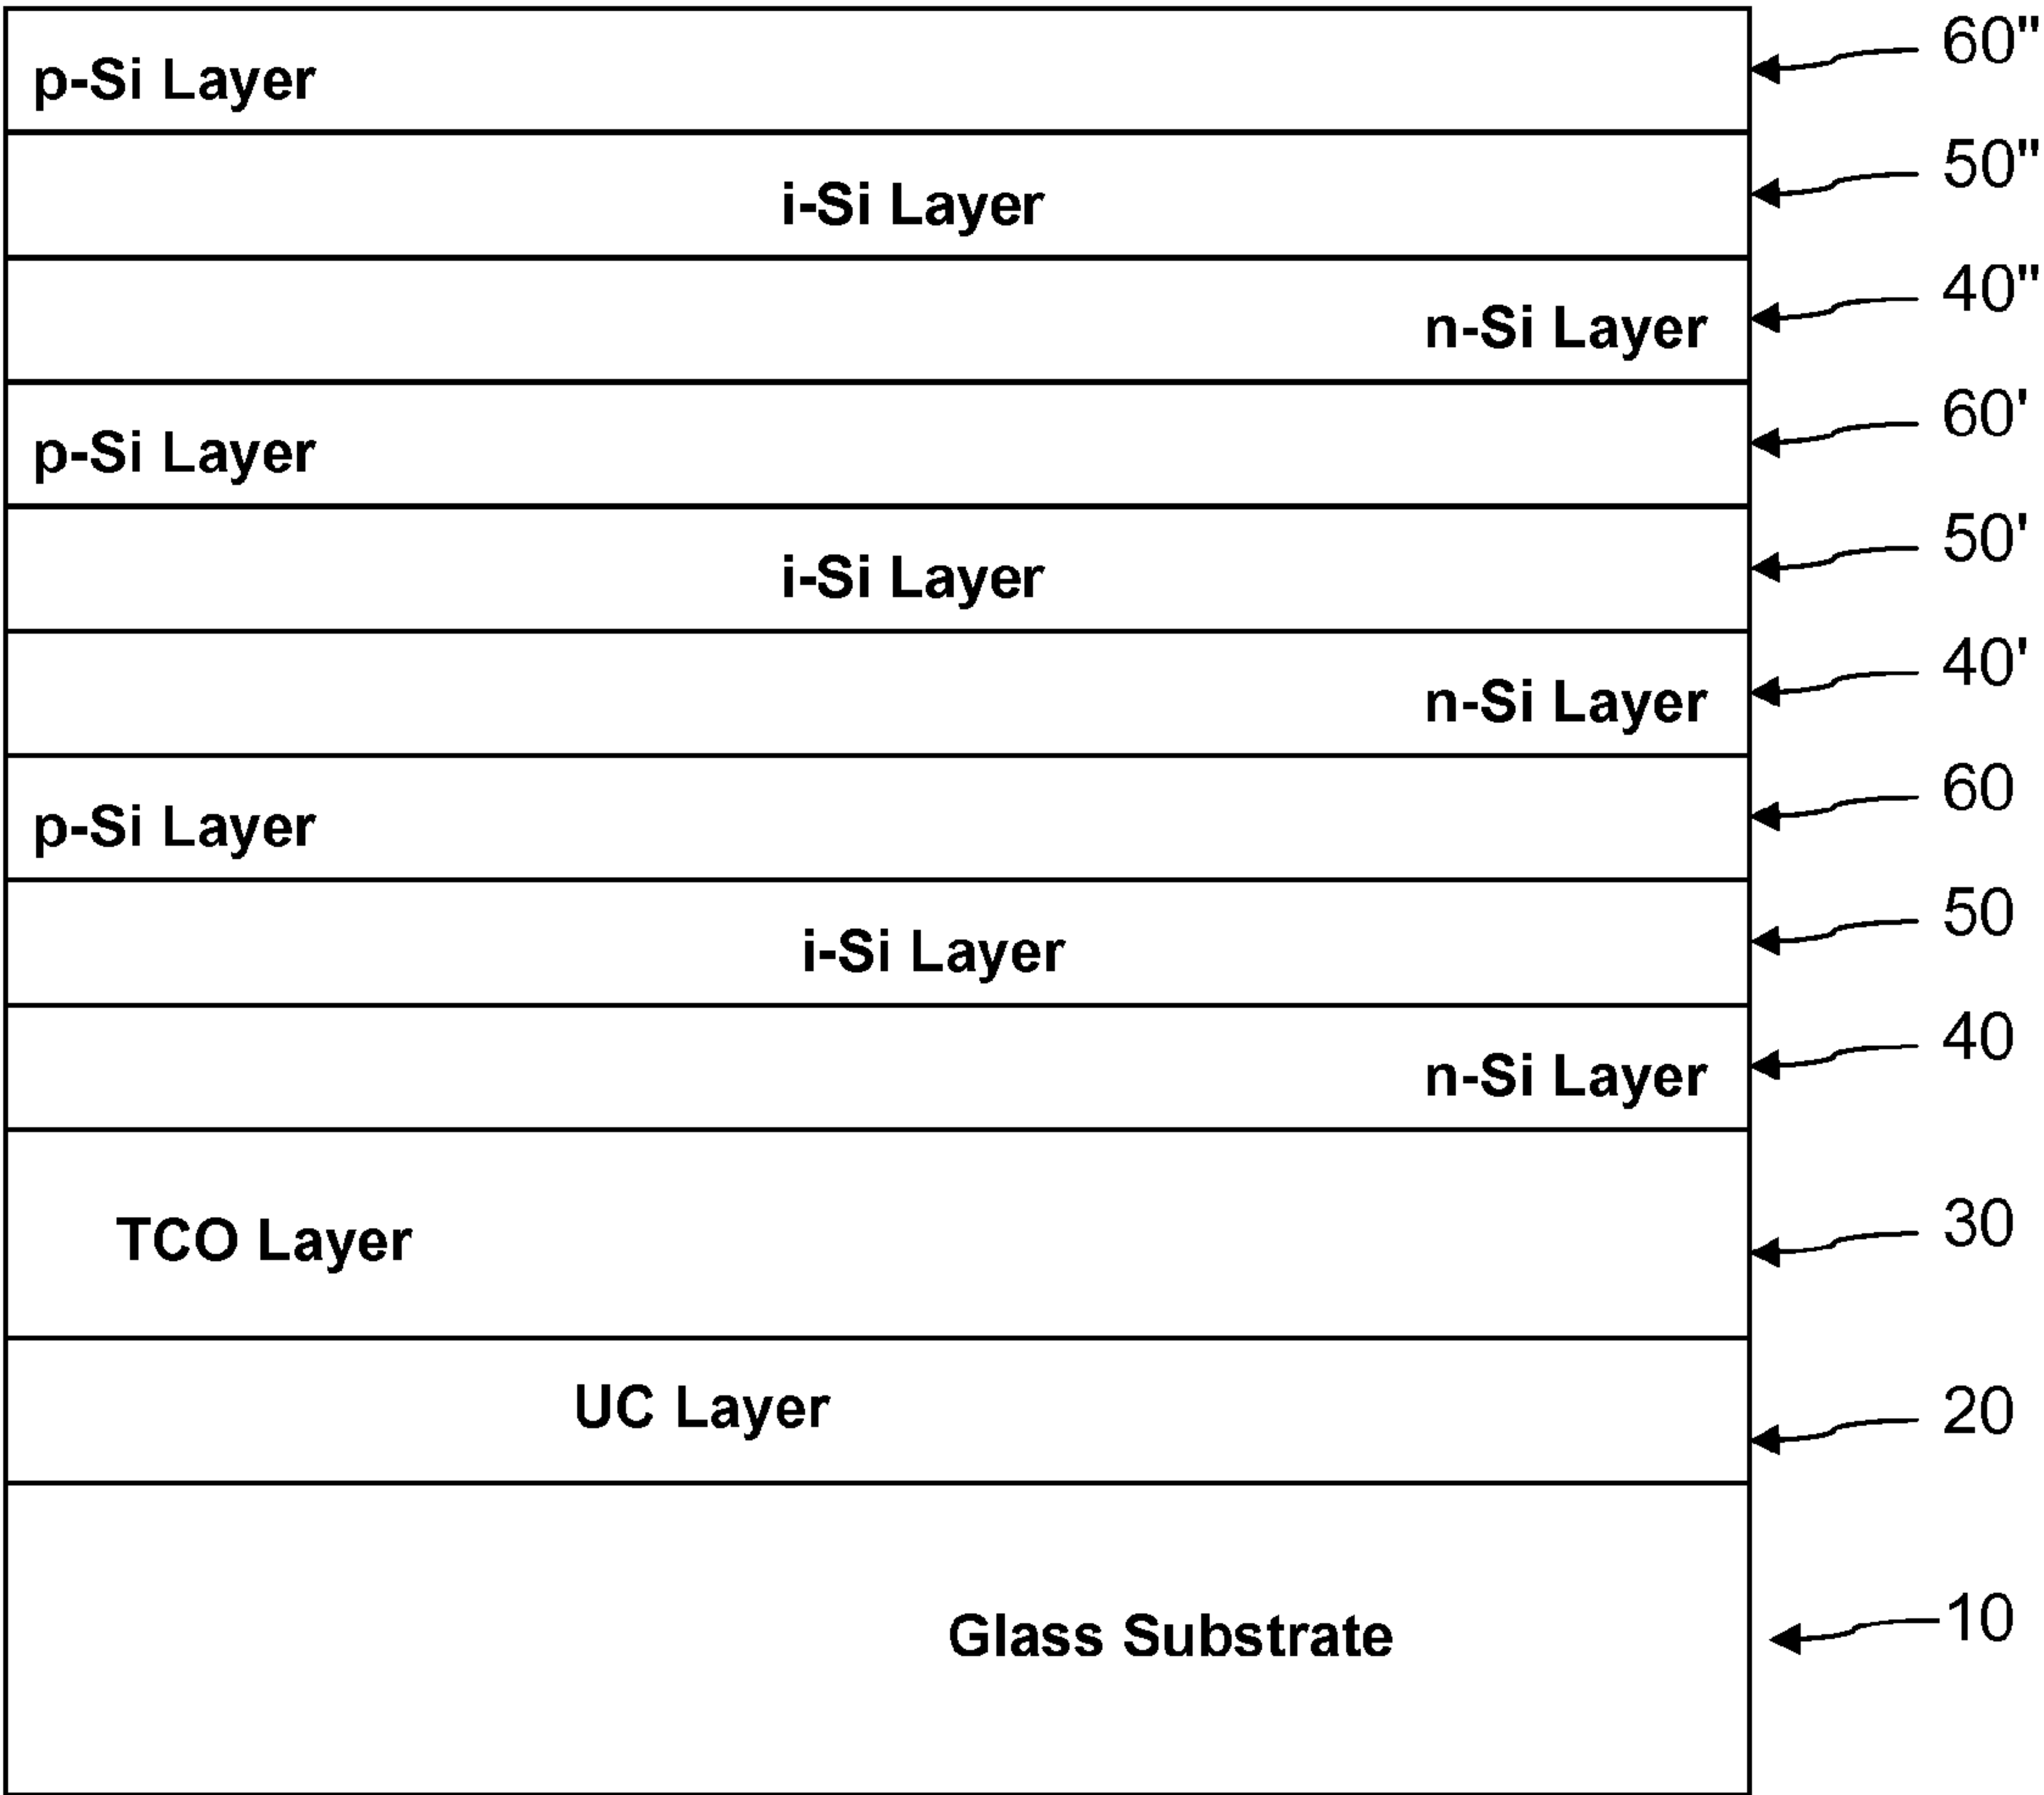 p-Si Layer 60"
i-Si Layer 50"
n-Si Layer 40"
p-Si Layer 60'
i-Si Layer 50'
n-Si Layer 40'
p-Si Layer 60
i-Si Layer 50
n-Si Layer 40
TCO Layer 30
UC Layer 20
Glass Substrate 10